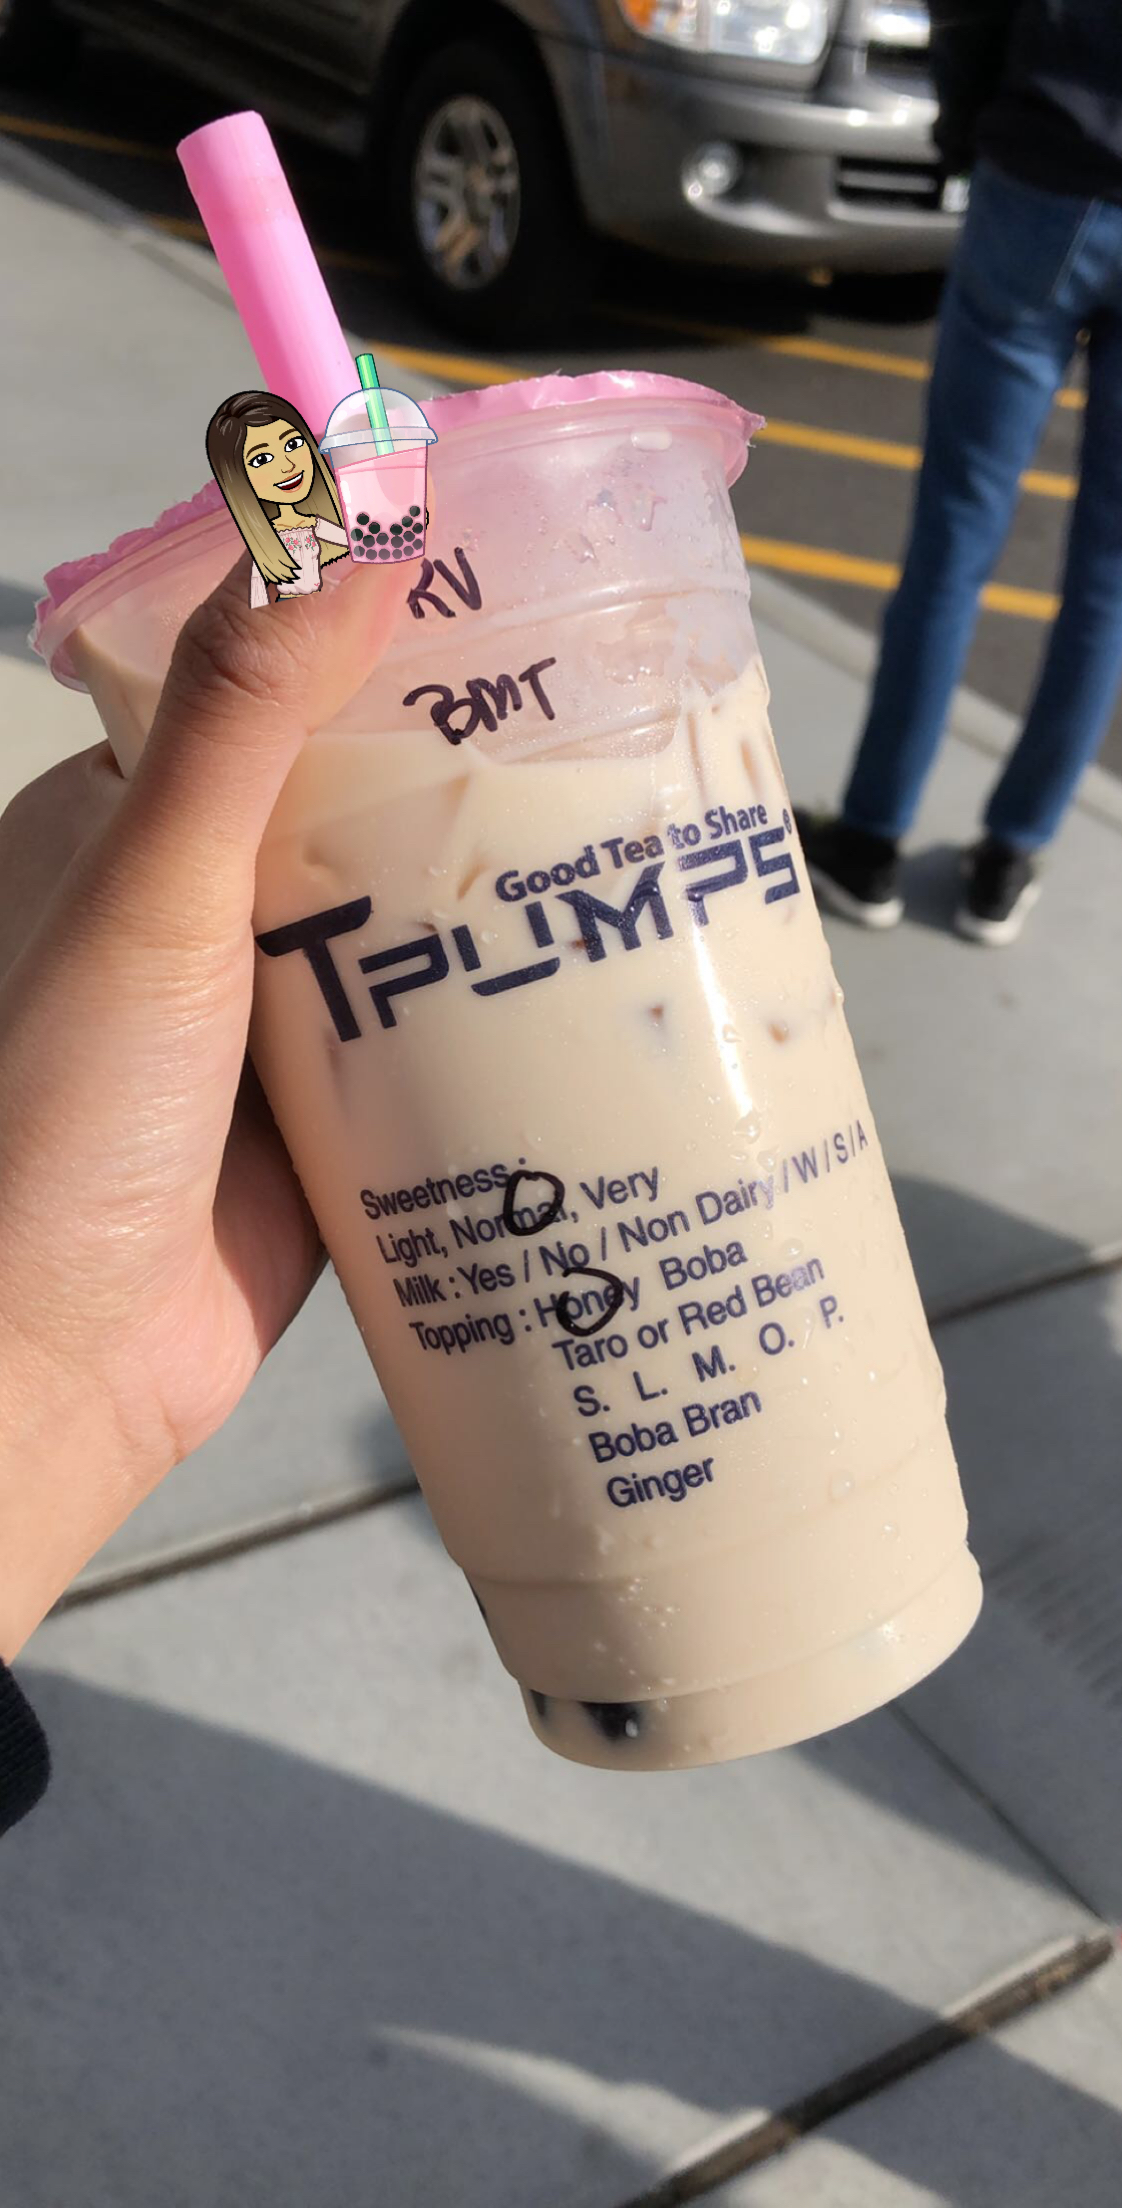 RV
BMT
Good Tea to Share
TPUMPS
Sweetness:
Light, Normal, Very
Milk: Yes / No / Non Dairy / W / S / A
Topping: Honey Boba
Taro or Red Bean
S. L. M. O. P.
Boba Bran
Ginger